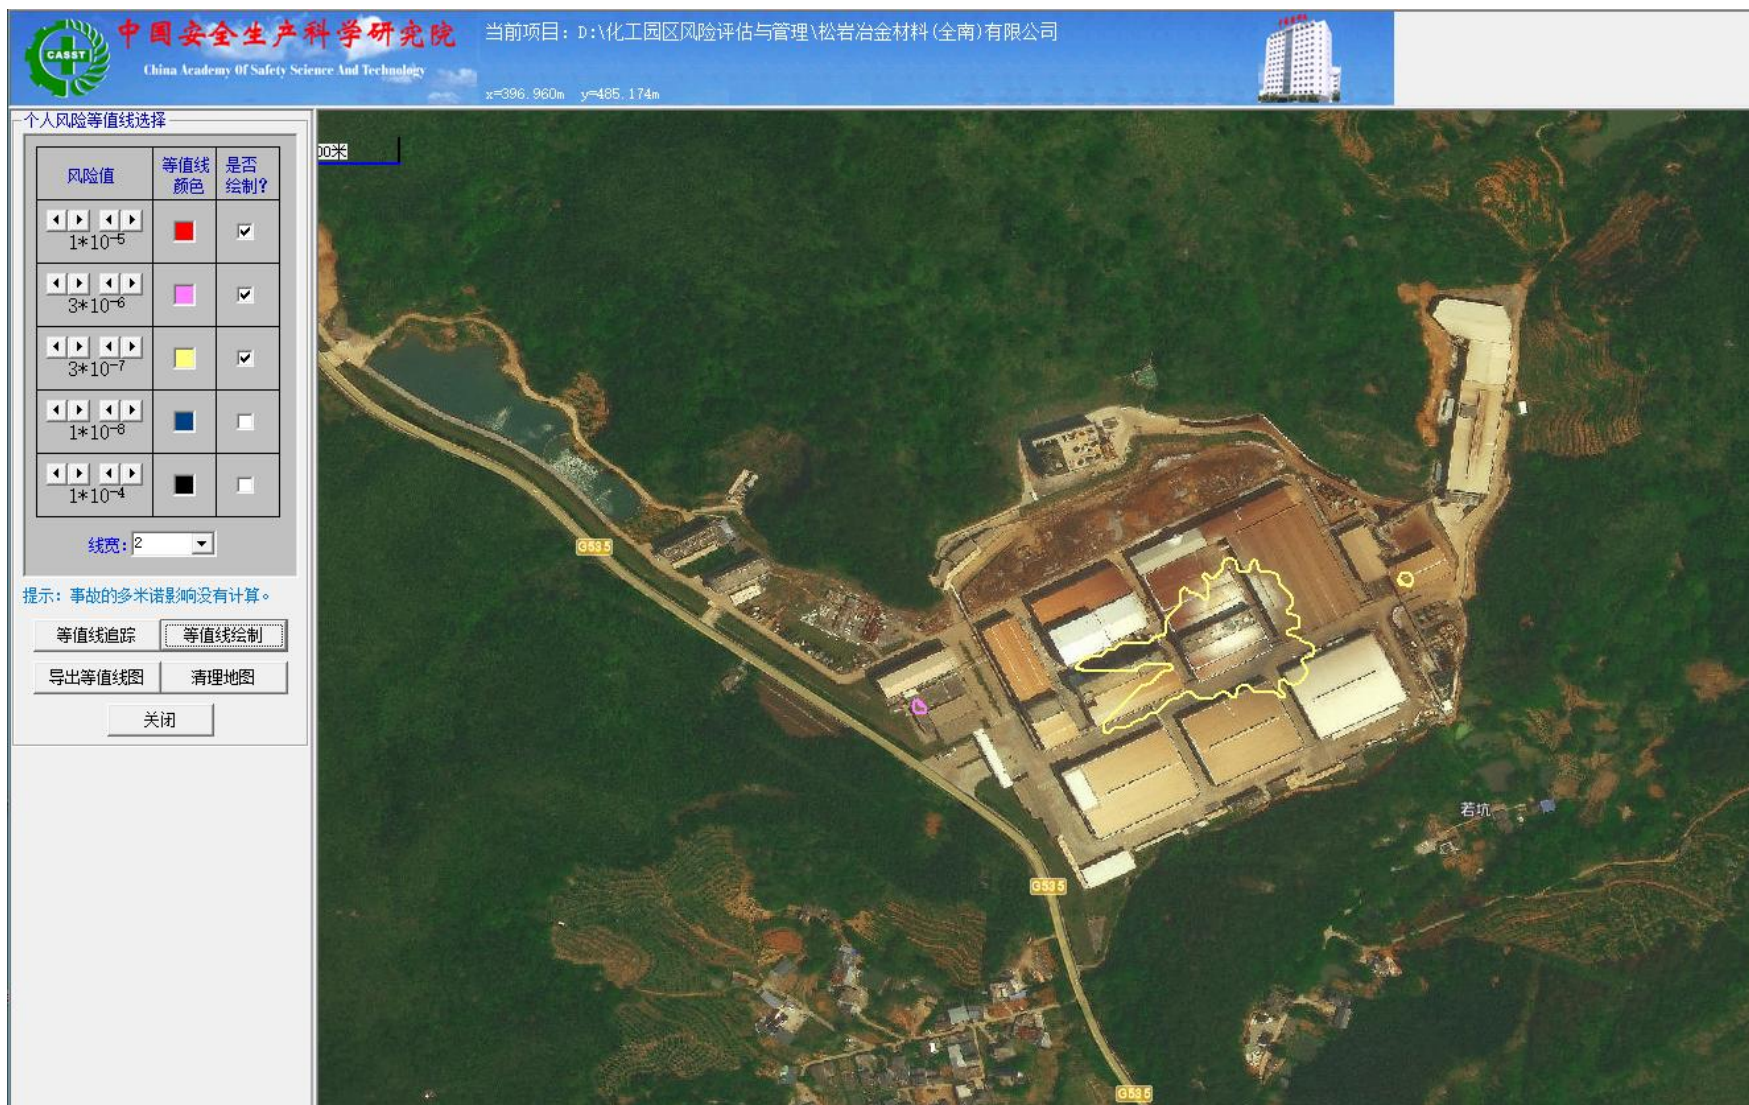 中国安全生产科学研究院
China Academy Of Safety Science And Technology
CASST
当前项目：D:\化工园区风险评估与管理\松岩冶金材料(全南)有限公司
x=396.960m y=485.174m
个人风险等值线选择
风险值 等值线颜色 是否绘制?
1*10-5
3*10-6
3*10-7
1*10-8
1*10-4
线宽: 2
提示：事故的多米诺影响没有计算。
等值线追踪 等值线绘制
导出等值线图 清理地图
关闭
00米
G535
若坑
G535
G535